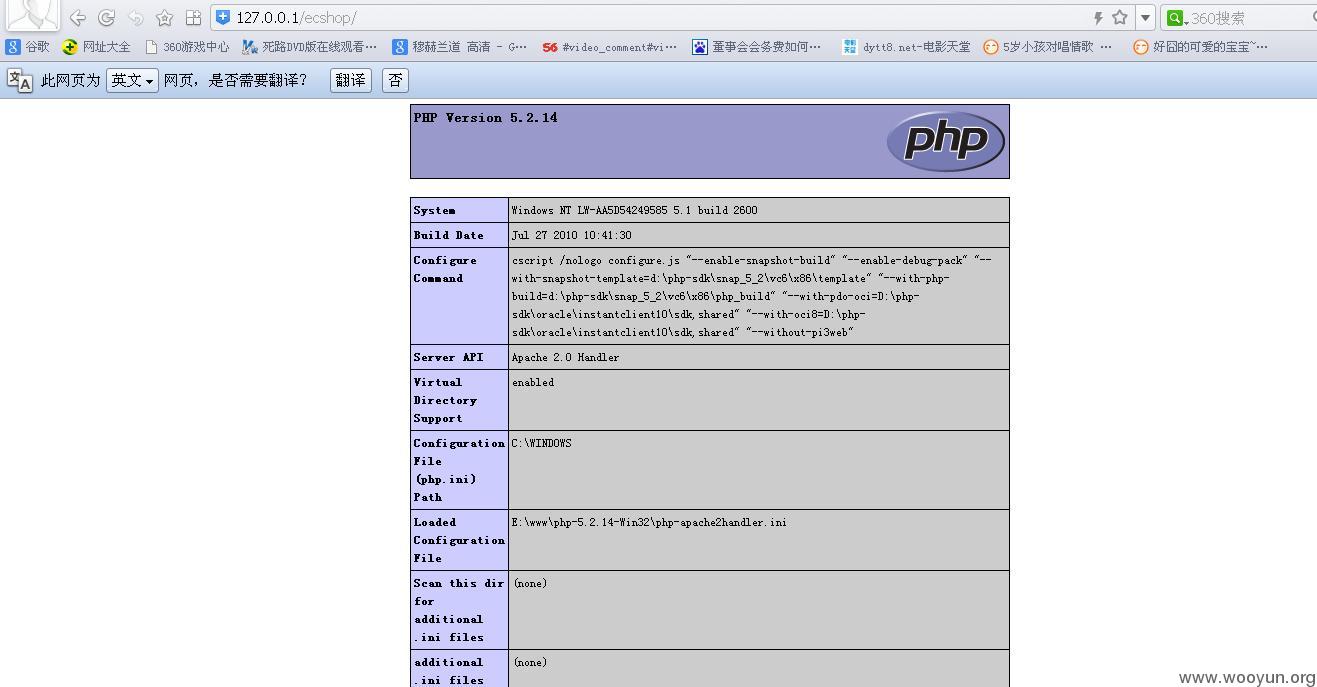 127.0.0.1/ecshop/
360搜索
谷歌 网址大全 360游戏中心 死路DVD版在线观看… 穆赫兰道 高清 - G… 56 #video_comment#vi… 董事会会务费如何… dytt8.net-电影天堂 5岁小孩对唱情歌 … 好囧的可爱的宝宝~…
此网页为 英文 网页，是否需要翻译？ 翻译 否
PHP Version 5.2.14
php
System Windows NT LW-AA5D54249585 5.1 build 2600
Build Date Jul 27 2010 10:41:30
Configure Command
cscript /nologo configure.js "--enable-snapshot-build" "--enable-debug-pack" "--
with-snapshot-template=d:\php-sdk\snap_5_2\vc6\x86\template" "--with-php-
build=d:\php-sdk\snap_5_2\vc6\x86\php_build" "--with-pdo-oci=D:\php-
sdk\oracle\instantclient10\sdk,shared" "--with-oci8=D:\php-
sdk\oracle\instantclient10\sdk,shared" "--without-pi3web"
Server API Apache 2.0 Handler
Virtual
Directory
Support
enabled
Configuration
File
(php.ini)
Path
C:\WINDOWS
Loaded
Configuration
File
E:\www\php-5.2.14-Win32\php-apache2handler.ini
Scan this dir
for
additional
.ini files
(none)
additional
.ini files
(none)
www.wooyun.org